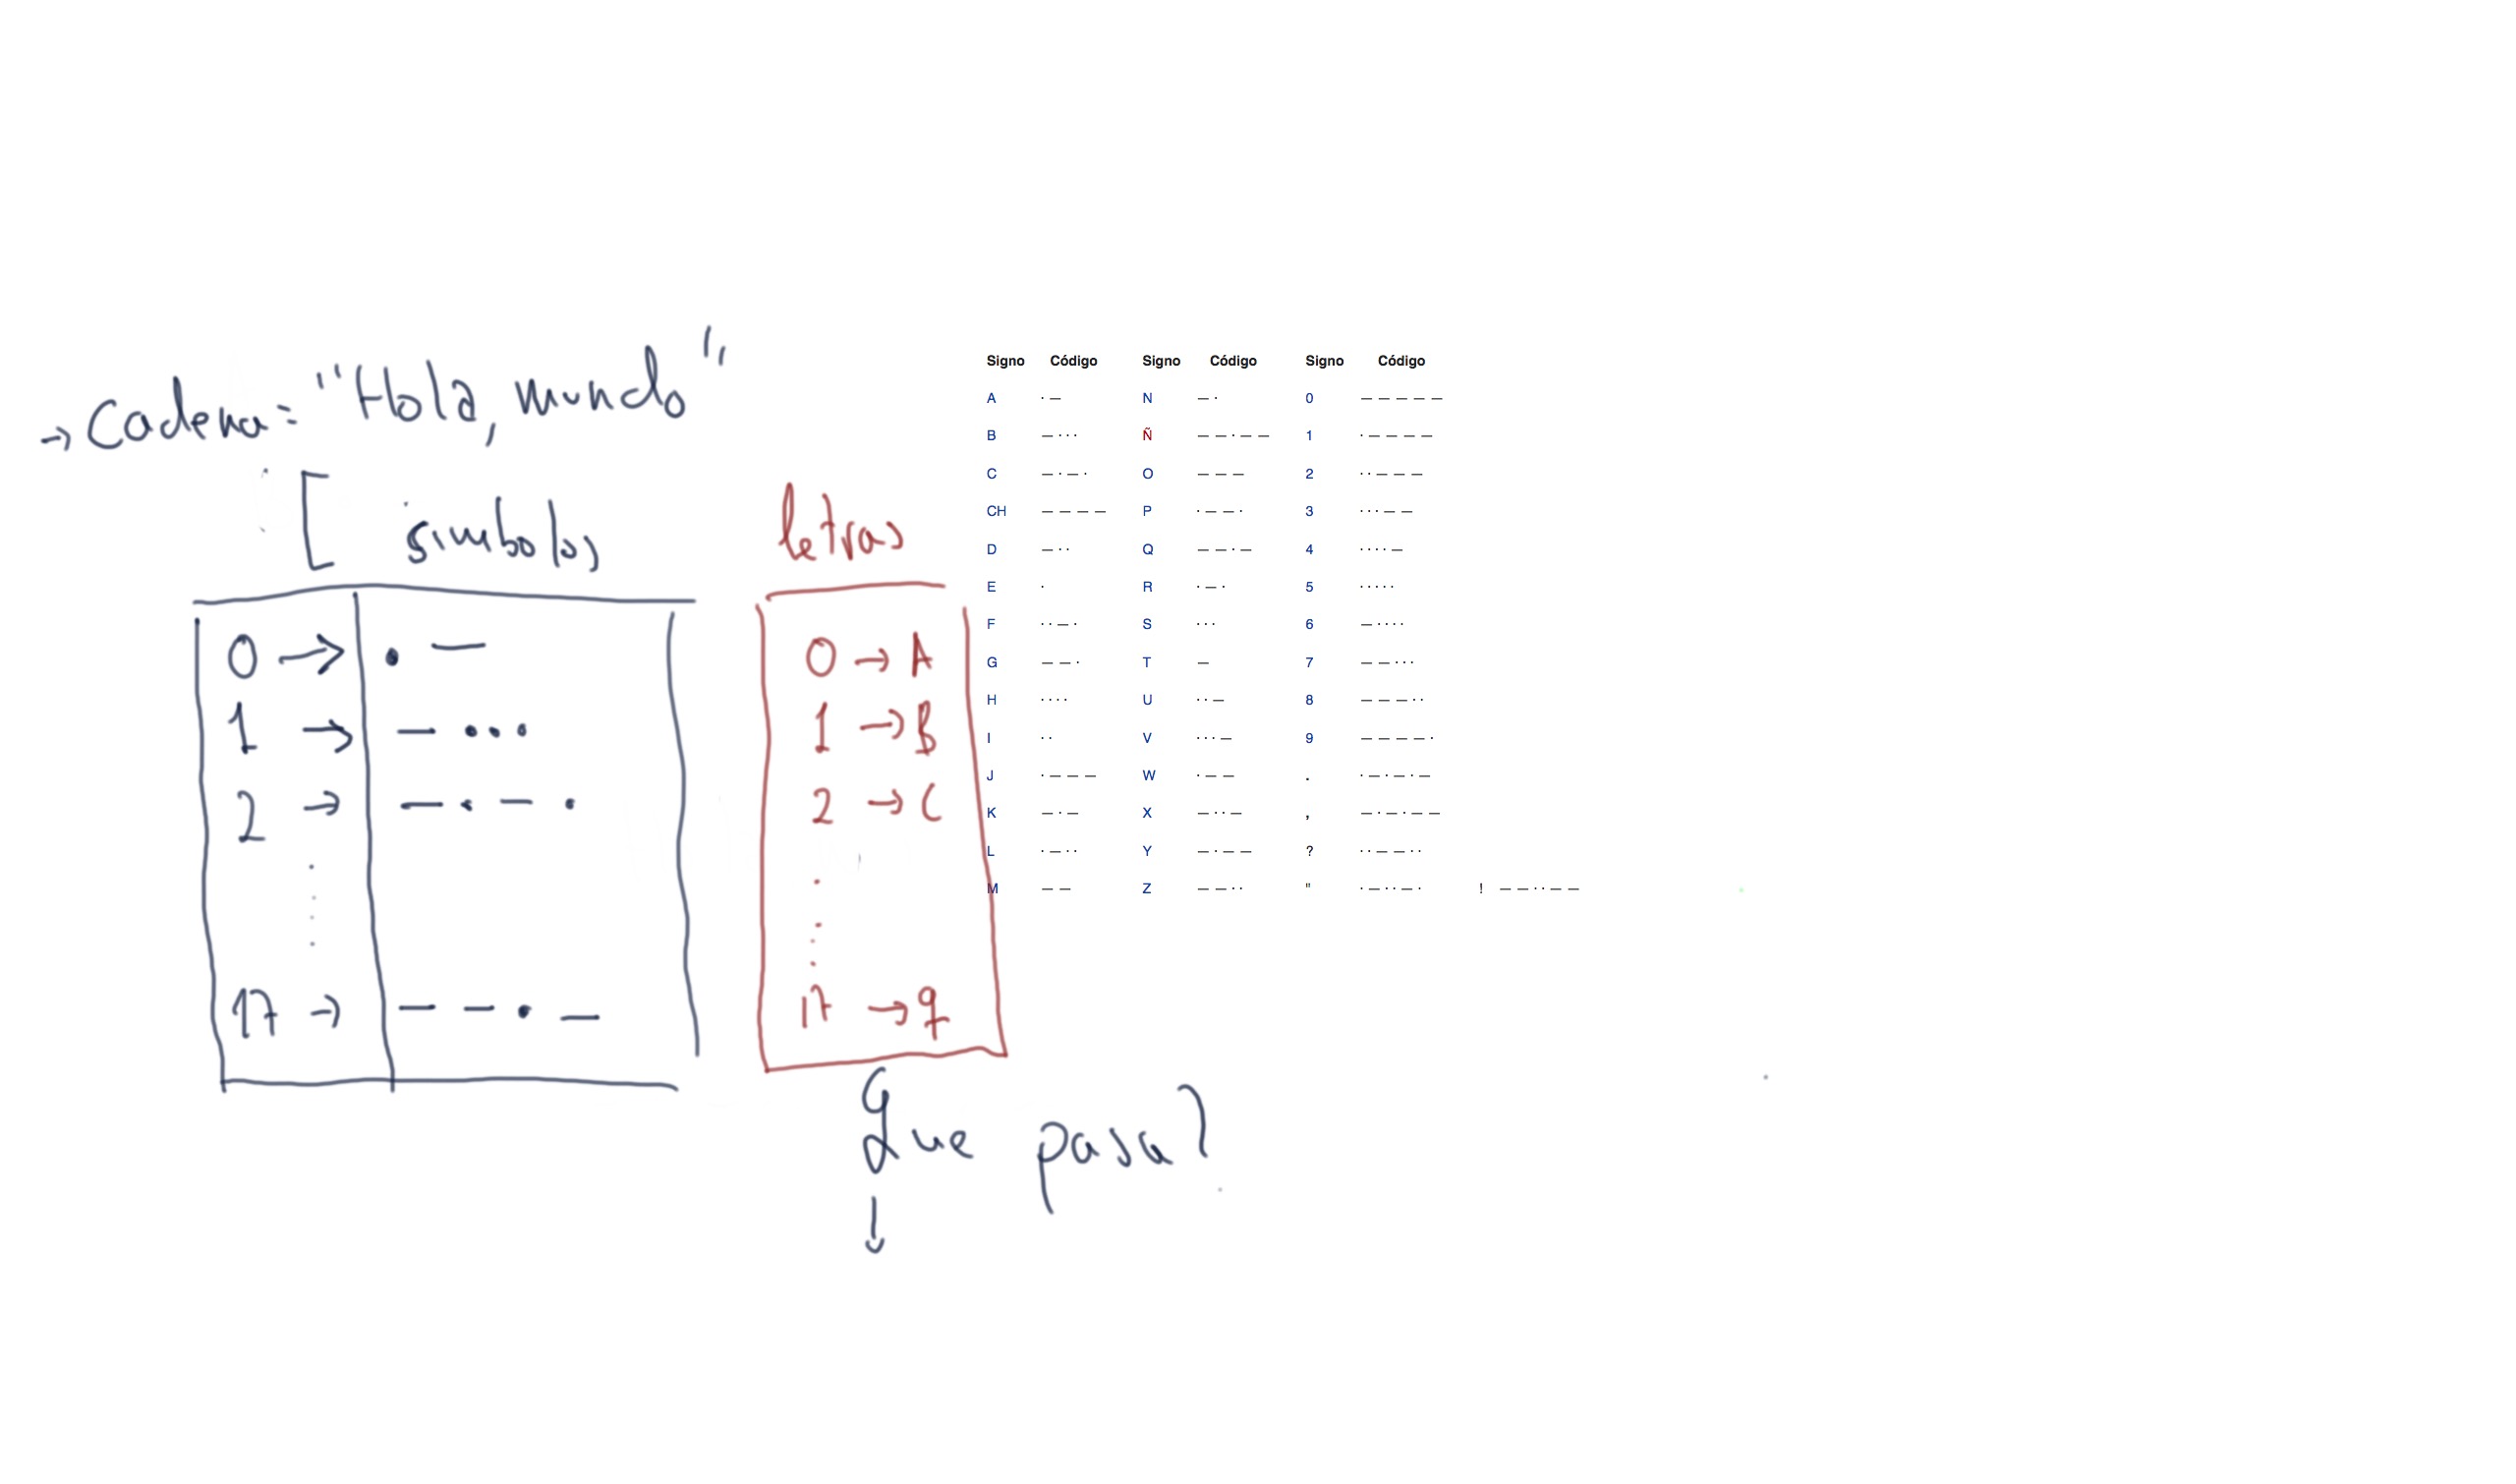 → Cadena = "Hola, mundo"
[ simbolos
0 → . —
1 → — . . .
2 → — . — .
.
.
.
.
17 → — — . —
letras
0 → A
1 → B
2 → C
.
.
.
.
17 → q
¿Que pasa?
↓
Signo Código Signo Código Signo Código
A · — N — · 0 — — — — —
B — · · · Ñ — — · — — 1 · — — — —
C — · — · O — — — 2 · · — — —
CH — — — — P · — — · 3 · · · — —
D — · · Q — — · — 4 · · · · —
E · R · — · 5 · · · · ·
F · · — · S · · · 6 — · · · ·
G — — · T — 7 — — · · ·
H · · · · U · · — 8 — — — · ·
I · · V · · · — 9 — — — — ·
J · — — — W · — — . · — · — · —
K — · — X — · · — , — · — · — —
L · — · · Y — · — — ? · · — — · ·
M — — Z — — · · " · — · · — · ! — — · · — —